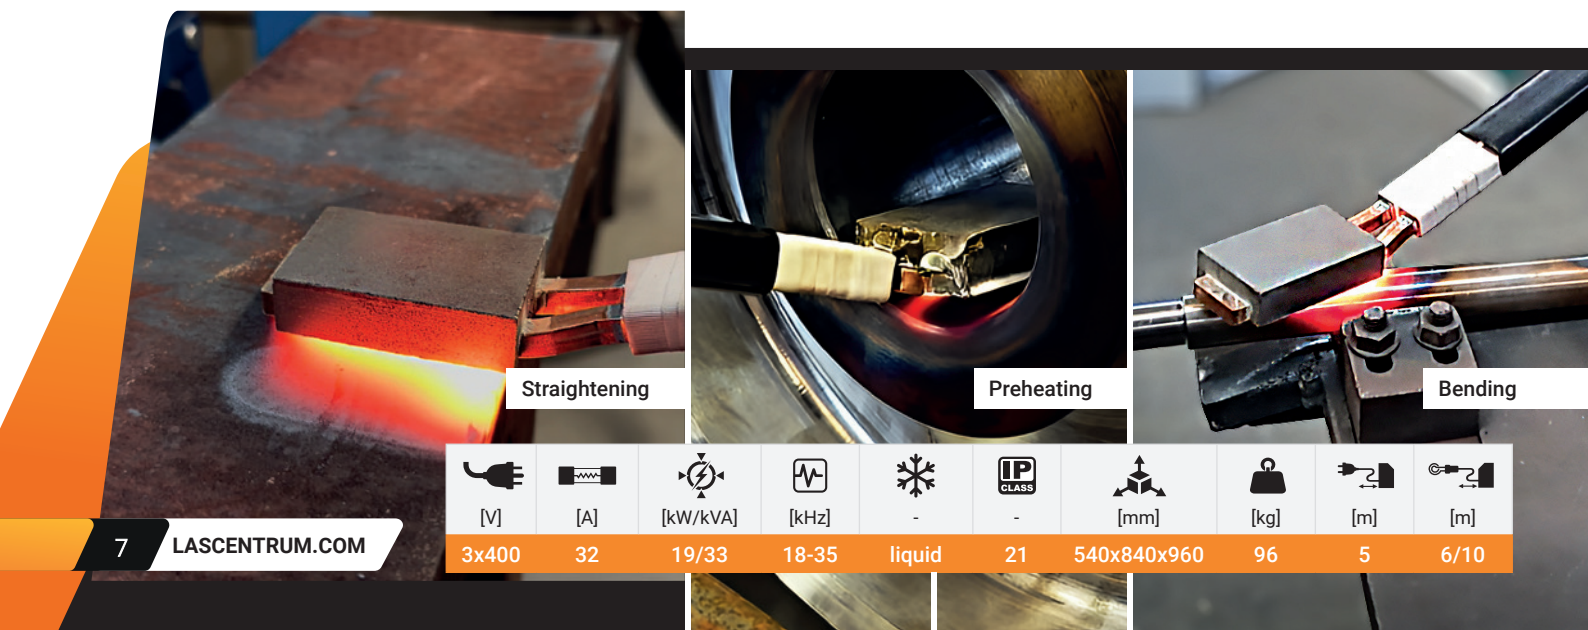 Straightening
Preheating
Bending
IP
CLASS
[V] [A] [kW/kVA] [kHz] - - [mm] [kg] [m] [m]
3x400 32 19/33 18-35 liquid 21 540x840x960 96 5 6/10
7 LASCENTRUM.COM